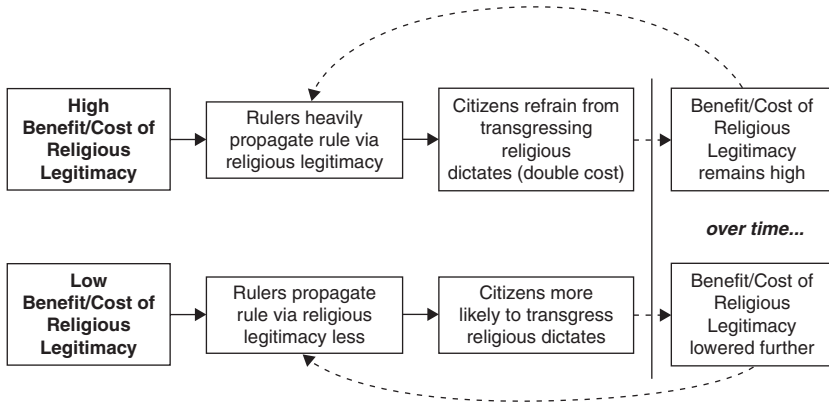 High
Benefit/Cost of
Religious
Legitimacy
Rulers heavily
propagate rule via
religious legitimacy
Citizens refrain from
transgressing
religious
dictates (double cost)
Benefit/Cost of
Religious
Legitimacy
remains high
over time...
Low
Benefit/Cost of
Religious
Legitimacy
Rulers propagate
rule via religious
legitimacy less
Citizens more
likely to transgress
religious dictates
Benefit/Cost of
Religious
Legitimacy
lowered further